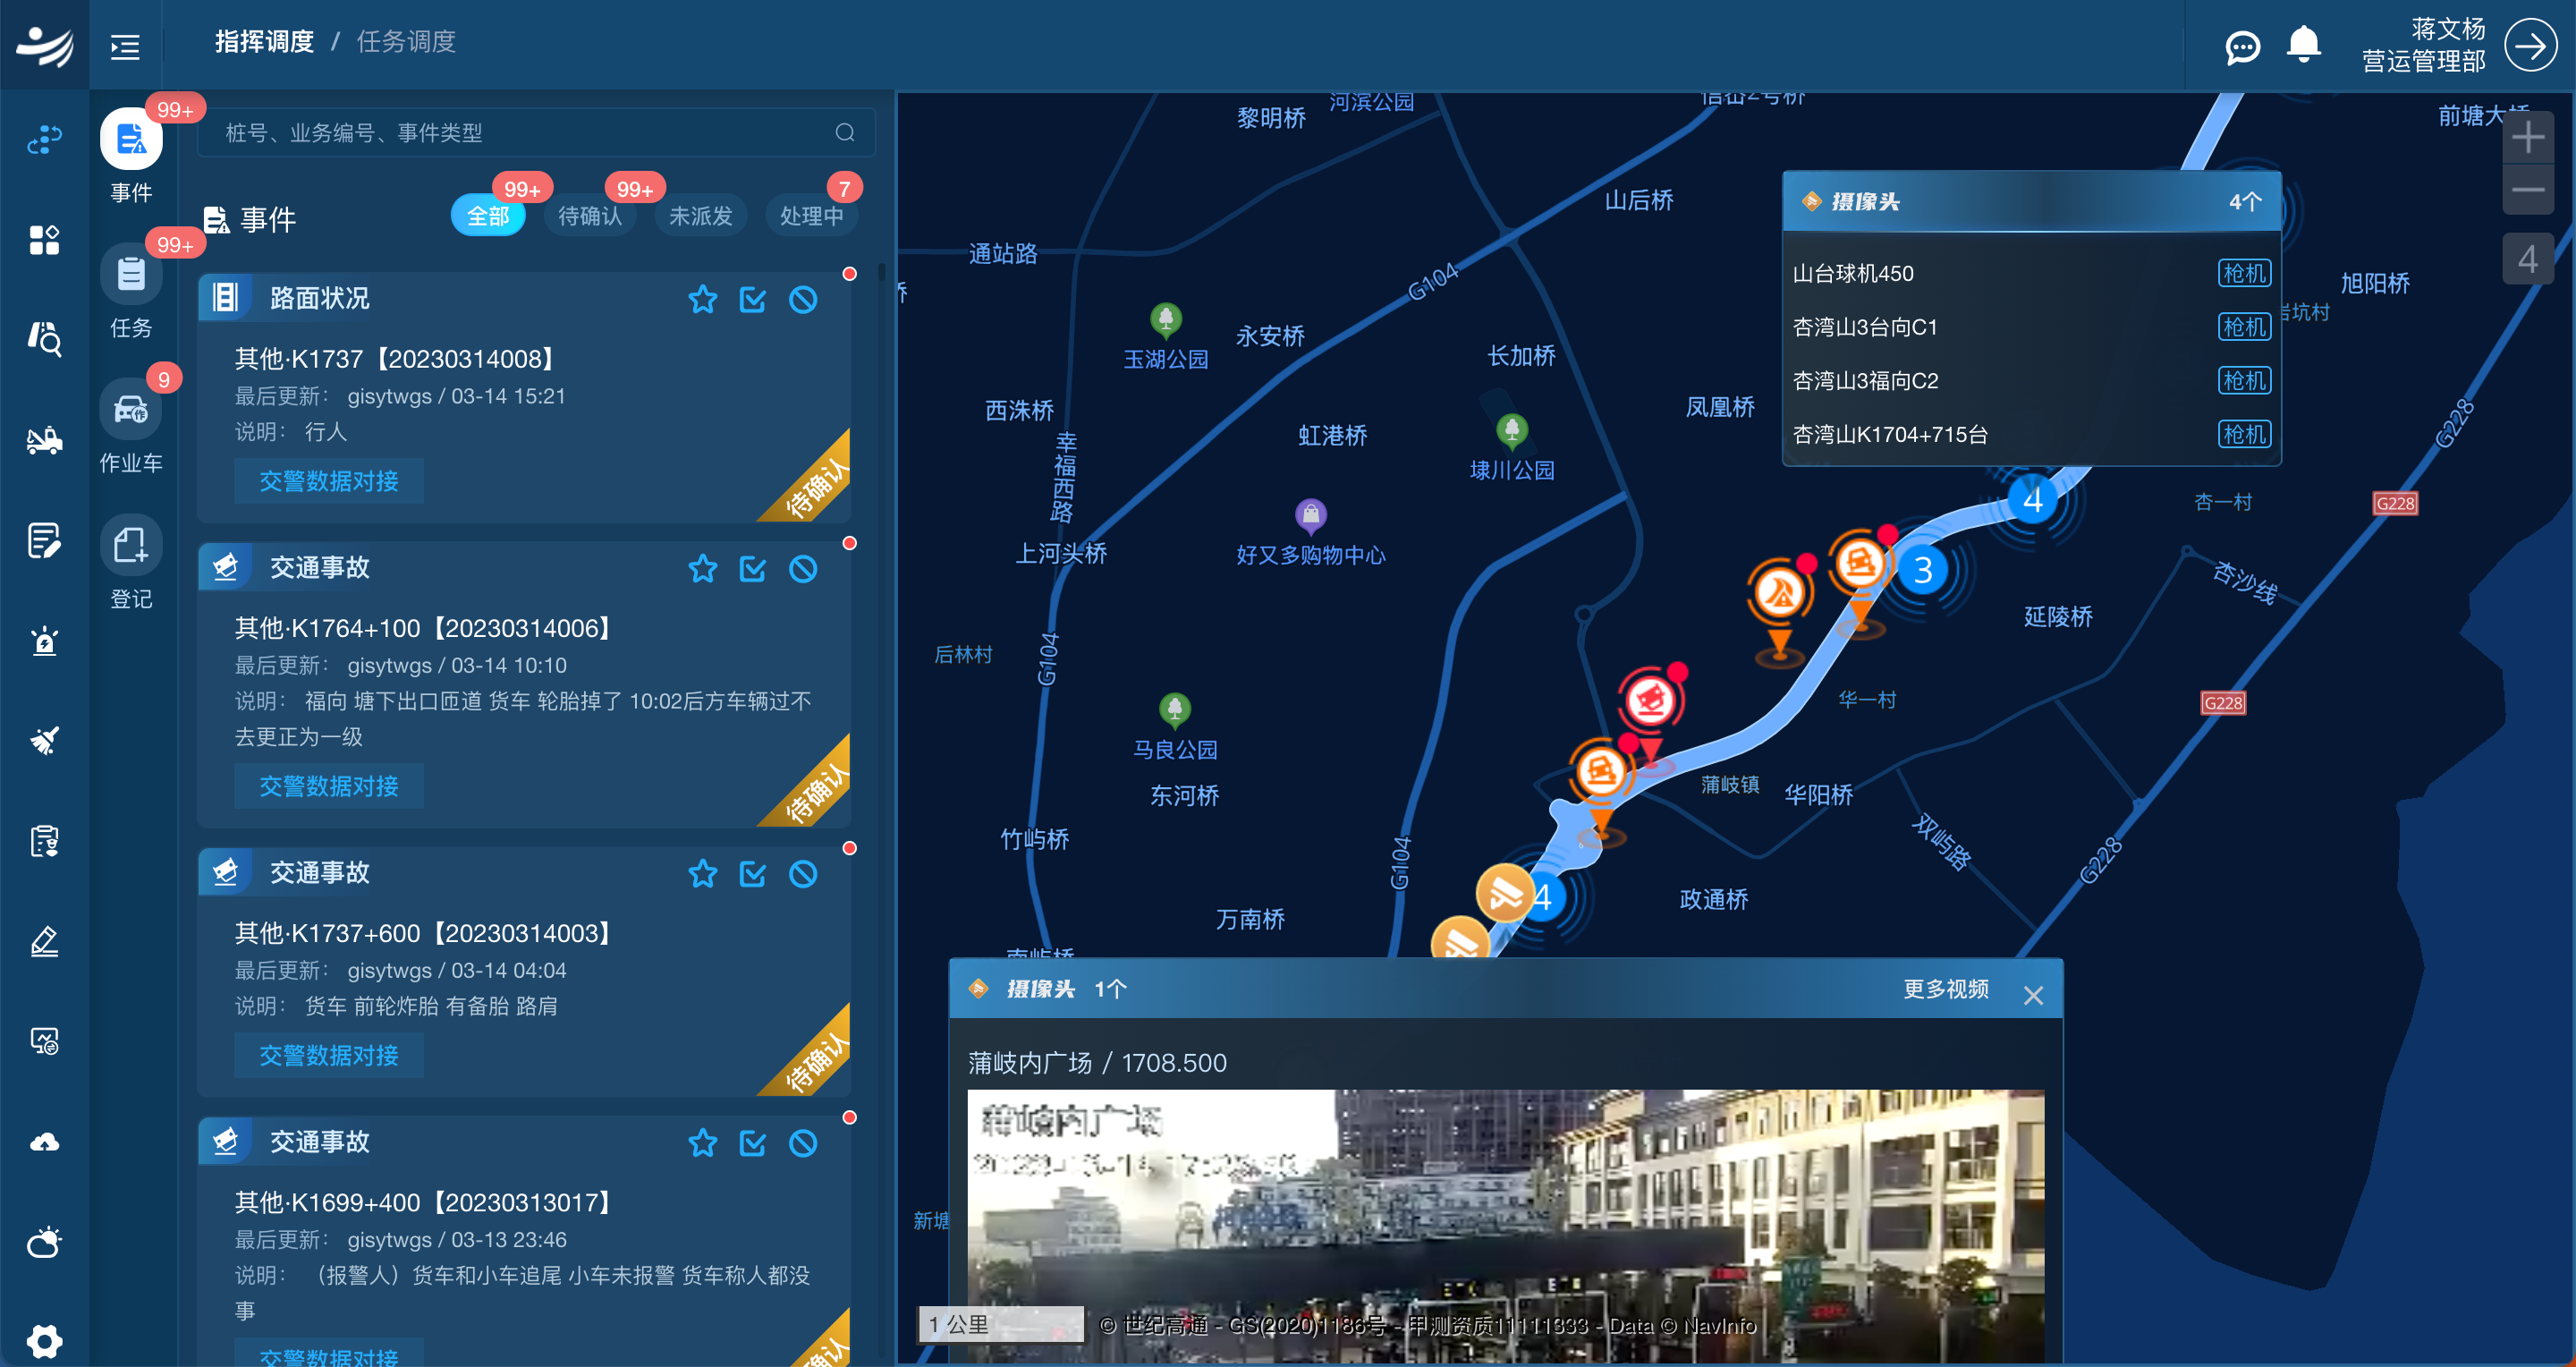 指挥调度 / 任务调度
蒋文杨
营运管理部
99+
事件
99+
任务
9
作业车
登记
桩号、业务编号、事件类型
事件
全部
99+
待确认
99+
未派发
处理中
7
路面状况
其他·K1737【20230314008】
最后更新： gisytwgs / 03-14 15:21
说明： 行人
交警数据对接
待确认
交通事故
其他·K1764+100【20230314006】
最后更新： gisytwgs / 03-14 10:10
说明： 福向 塘下出口匝道 货车 轮胎掉了 10:02后方车辆过不
去更正为一级
交警数据对接
待确认
交通事故
其他·K1737+600【20230314003】
最后更新： gisytwgs / 03-14 04:04
说明： 货车 前轮炸胎 有备胎 路肩
交警数据对接
待确认
交通事故
其他·K1699+400【20230313017】
最后更新： gisytwgs / 03-13 23:46
说明： （报警人）货车和小车追尾 小车未报警 货车称人都没
事
交警数据对接
河滨公园
黎明桥
前塘大桥
山后桥
通站路
G104
旭阳桥
岩坑村
玉湖公园
永安桥
长加桥
凤凰桥
西洙桥
幸福西路
虹港桥
埭川公园
G228
杏一村
G228
好又多购物中心
上河头桥
杏沙线
延陵桥
后林村
G104
华一村
G228
马良公园
东河桥
蒲岐镇
华阳桥
竹屿桥
双屿路
G104
G228
政通桥
万南桥
南屿桥
新塘
4
3
4
4
摄像头 4个
山台球机450 枪机
杏湾山3台向C1 枪机
杏湾山3福向C2 枪机
杏湾山K1704+715台 枪机
摄像头 1个 更多视频
蒲岐内广场 / 1708.500
蒲岐内广场
1 公里
© 世纪高通 - GS(2020)1186号 - 甲测资质11111333 - Data © NavInfo